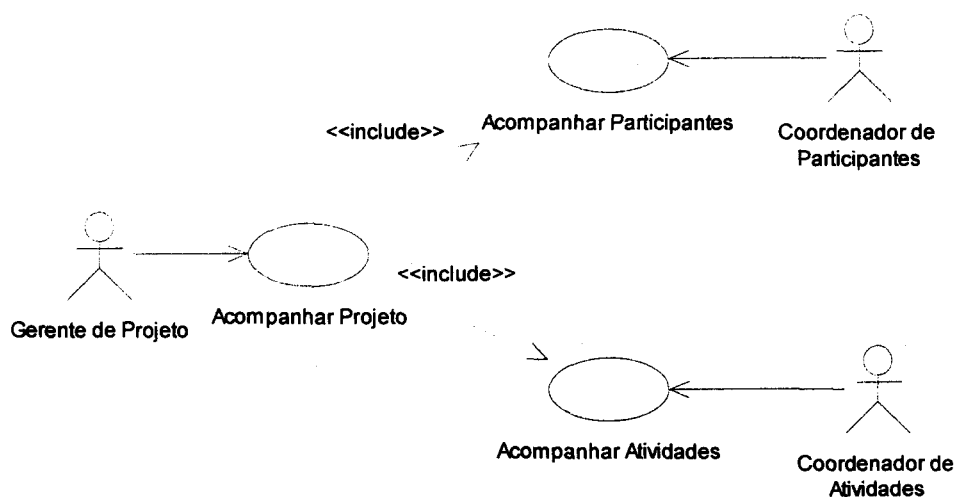 Acompanhar Participantes
Coordenador de
Participantes
<<include>>
Gerente de Projeto
Acompanhar Projeto
<<include>>
Acompanhar Atividades
Coordenador de
Atividades